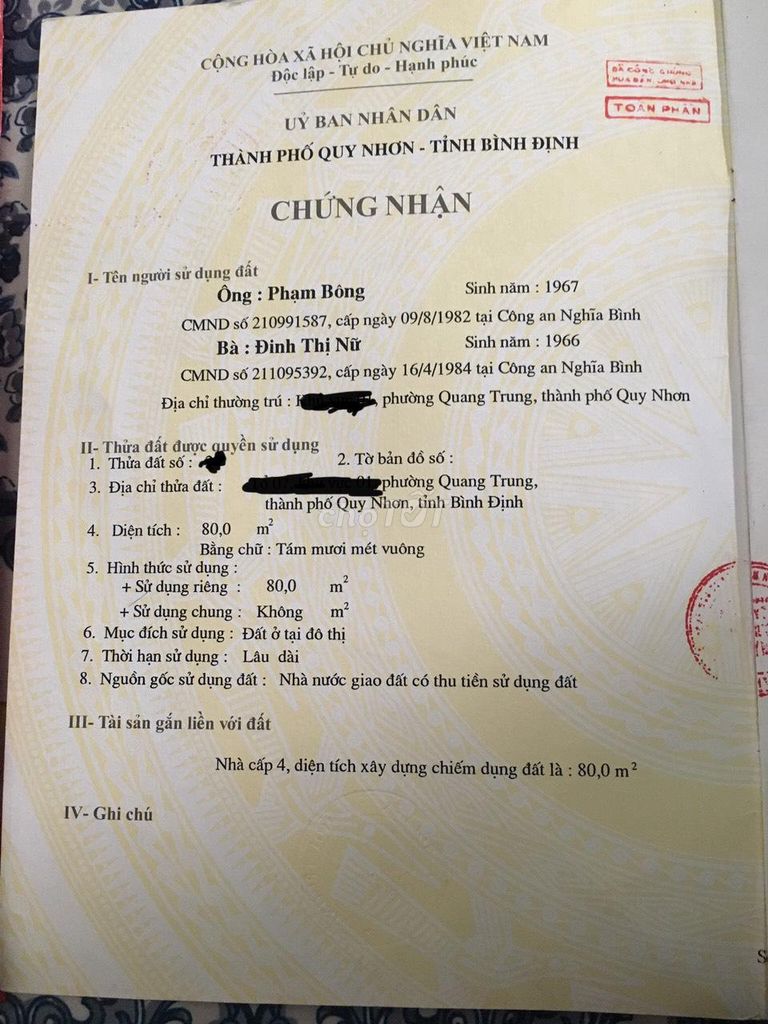 CỘNG HÒA XÃ HỘI CHỦ NGHĨA VIỆT NAM
Độc lập - Tự do - Hạnh phúc
ĐÃ CÔNG CHỨNG
TOÀN PHẦN
UỶ BAN NHÂN DÂN
THÀNH PHỐ QUY NHƠN - TỈNH BÌNH ĐỊNH
CHỨNG NHẬN
I- Tên người sử dụng đất
Ông : Phạm Bông Sinh năm : 1967
CMND số 210991587, cấp ngày 09/8/1982 tại Công an Nghĩa Bình
Bà : Đinh Thị Nữ Sinh năm : 1966
CMND số 211095392, cấp ngày 16/4/1984 tại Công an Nghĩa Bình
Địa chỉ thường trú : , phường Quang Trung, thành phố Quy Nhơn
II- Thửa đất được quyền sử dụng
1. Thửa đất số : 2. Tờ bản đồ số :
3. Địa chỉ thửa đất : phường Quang Trung,
thành phố Quy Nhơn, tỉnh Bình Định
chợTỐT
4. Diện tích : 80,0 m²
Bằng chữ : Tám mươi mét vuông
5. Hình thức sử dụng :
+ Sử dụng riêng : 80,0 m²
+ Sử dụng chung : Không m²
6. Mục đích sử dụng : Đất ở tại đô thị
7. Thời hạn sử dụng : Lâu dài
8. Nguồn gốc sử dụng đất : Nhà nước giao đất có thu tiền sử dụng đất
III- Tài sản gắn liền với đất
Nhà cấp 4, diện tích xây dựng chiếm dụng đất là : 80,0 m²
IV- Ghi chú